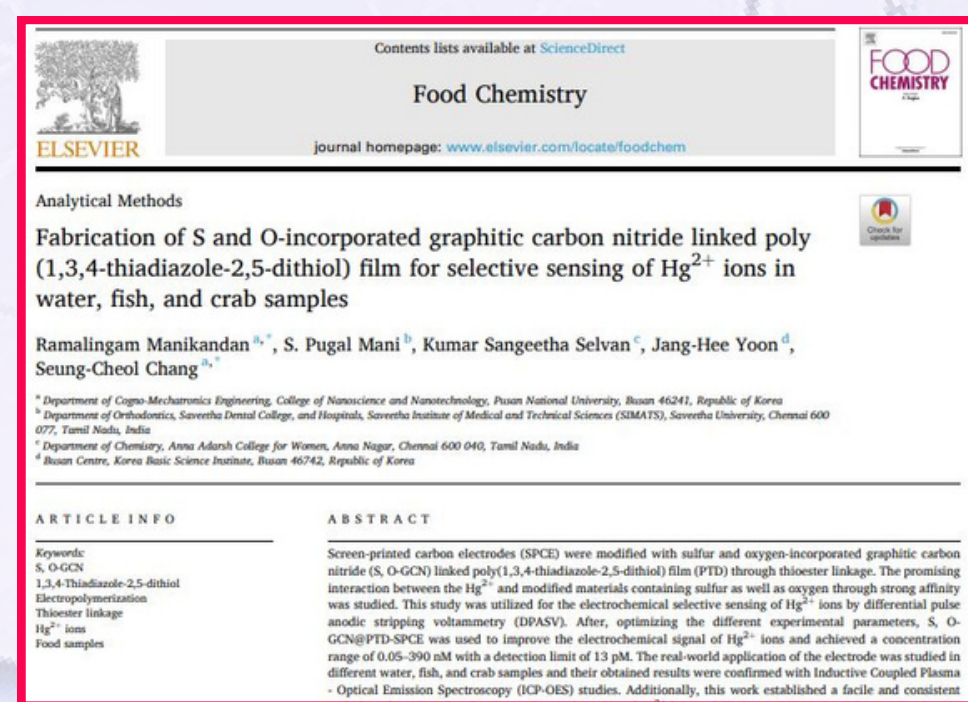 Contents lists available at ScienceDirect
Food Chemistry
journal homepage: www.elsevier.com/locate/foodchem
ELSEVIER
FOOD
CHEMISTRY
Analytical Methods
Check for
updates
Fabrication of S and O-incorporated graphitic carbon nitride linked poly
(1,3,4-thiadiazole-2,5-dithiol) film for selective sensing of Hg²⁺ ions in
water, fish, and crab samples
Ramalingam Manikandan ᵃ,*, S. Pugal Mani ᵇ, Kumar Sangeetha Selvan ᶜ, Jang-Hee Yoon ᵈ,
Seung-Cheol Chang ᵃ,*
ᵃ Department of Cogno-Mechatronics Engineering, College of Nanoscience and Nanotechnology, Pusan National University, Busan 46241, Republic of Korea
ᵇ Department of Orthodontics, Saveetha Dental College, and Hospitals, Saveetha Institute of Medical and Technical Sciences (SIMATS), Saveetha University, Chennai 600
077, Tamil Nadu, India
ᶜ Department of Chemistry, Anna Adarsh College for Women, Anna Nagar, Chennai 600 040, Tamil Nadu, India
ᵈ Busan Centre, Korea Basic Science Institute, Busan 46742, Republic of Korea
ARTICLE INFO
Keywords:
S, O-GCN
1,3,4-Thiadiazole-2,5-dithiol
Electropolymerization
Thioester linkage
Hg²⁺ ions
Food samples
ABSTRACT
Screen-printed carbon electrodes (SPCE) were modified with sulfur and oxygen-incorporated graphitic carbon
nitride (S, O-GCN) linked poly(1,3,4-thiadiazole-2,5-dithiol) film (PTD) through thioester linkage. The promising
interaction between the Hg²⁺ and modified materials containing sulfur as well as oxygen through strong affinity
was studied. This study was utilized for the electrochemical selective sensing of Hg²⁺ ions by differential pulse
anodic stripping voltammetry (DPASV). After, optimizing the different experimental parameters, S, O-
GCN@PTD-SPCE was used to improve the electrochemical signal of Hg²⁺ ions and achieved a concentration
range of 0.05–390 nM with a detection limit of 13 pM. The real-world application of the electrode was studied in
different water, fish, and crab samples and their obtained results were confirmed with Inductive Coupled Plasma
- Optical Emission Spectroscopy (ICP-OES) studies. Additionally, this work established a facile and consistent